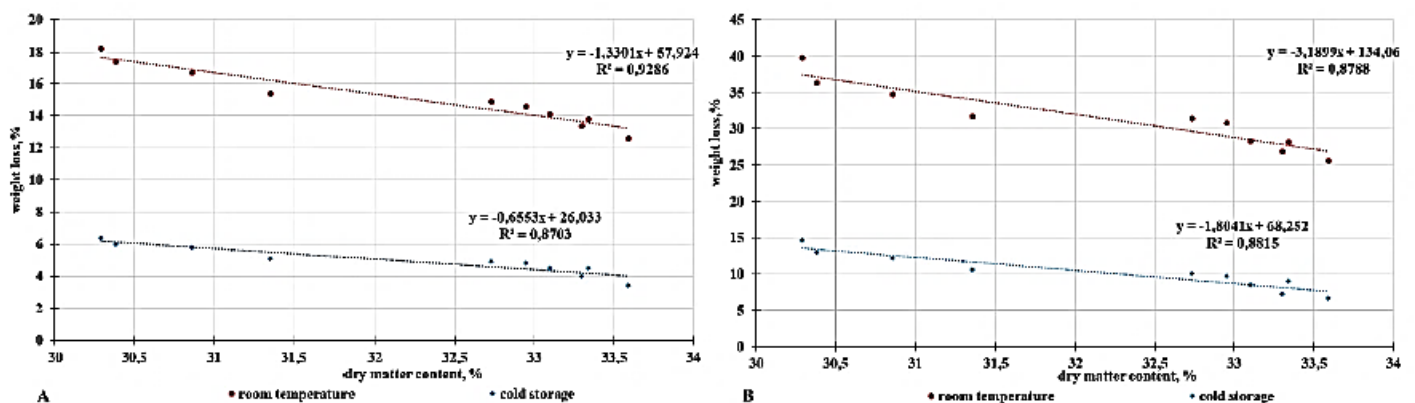 20
18
16
14
12
10
8
6
4
2
0
weight loss, %
y = -1,3301x + 57,924
R² = 0,9286
y = -0,6553x + 26,033
R² = 0,8703
30 30,5 31 31,5 32 32,5 33 33,5 34
dry matter content, %
A
room temperature cold storage
45
40
35
30
25
20
15
10
5
0
weight loss, %
y = -3,1899x + 134,06
R² = 0,8788
y = -1,8041x + 68,252
R² = 0,8815
30 30,5 31 31,5 32 32,5 33 33,5 34
dry matter content, %
B
room temperature cold storage